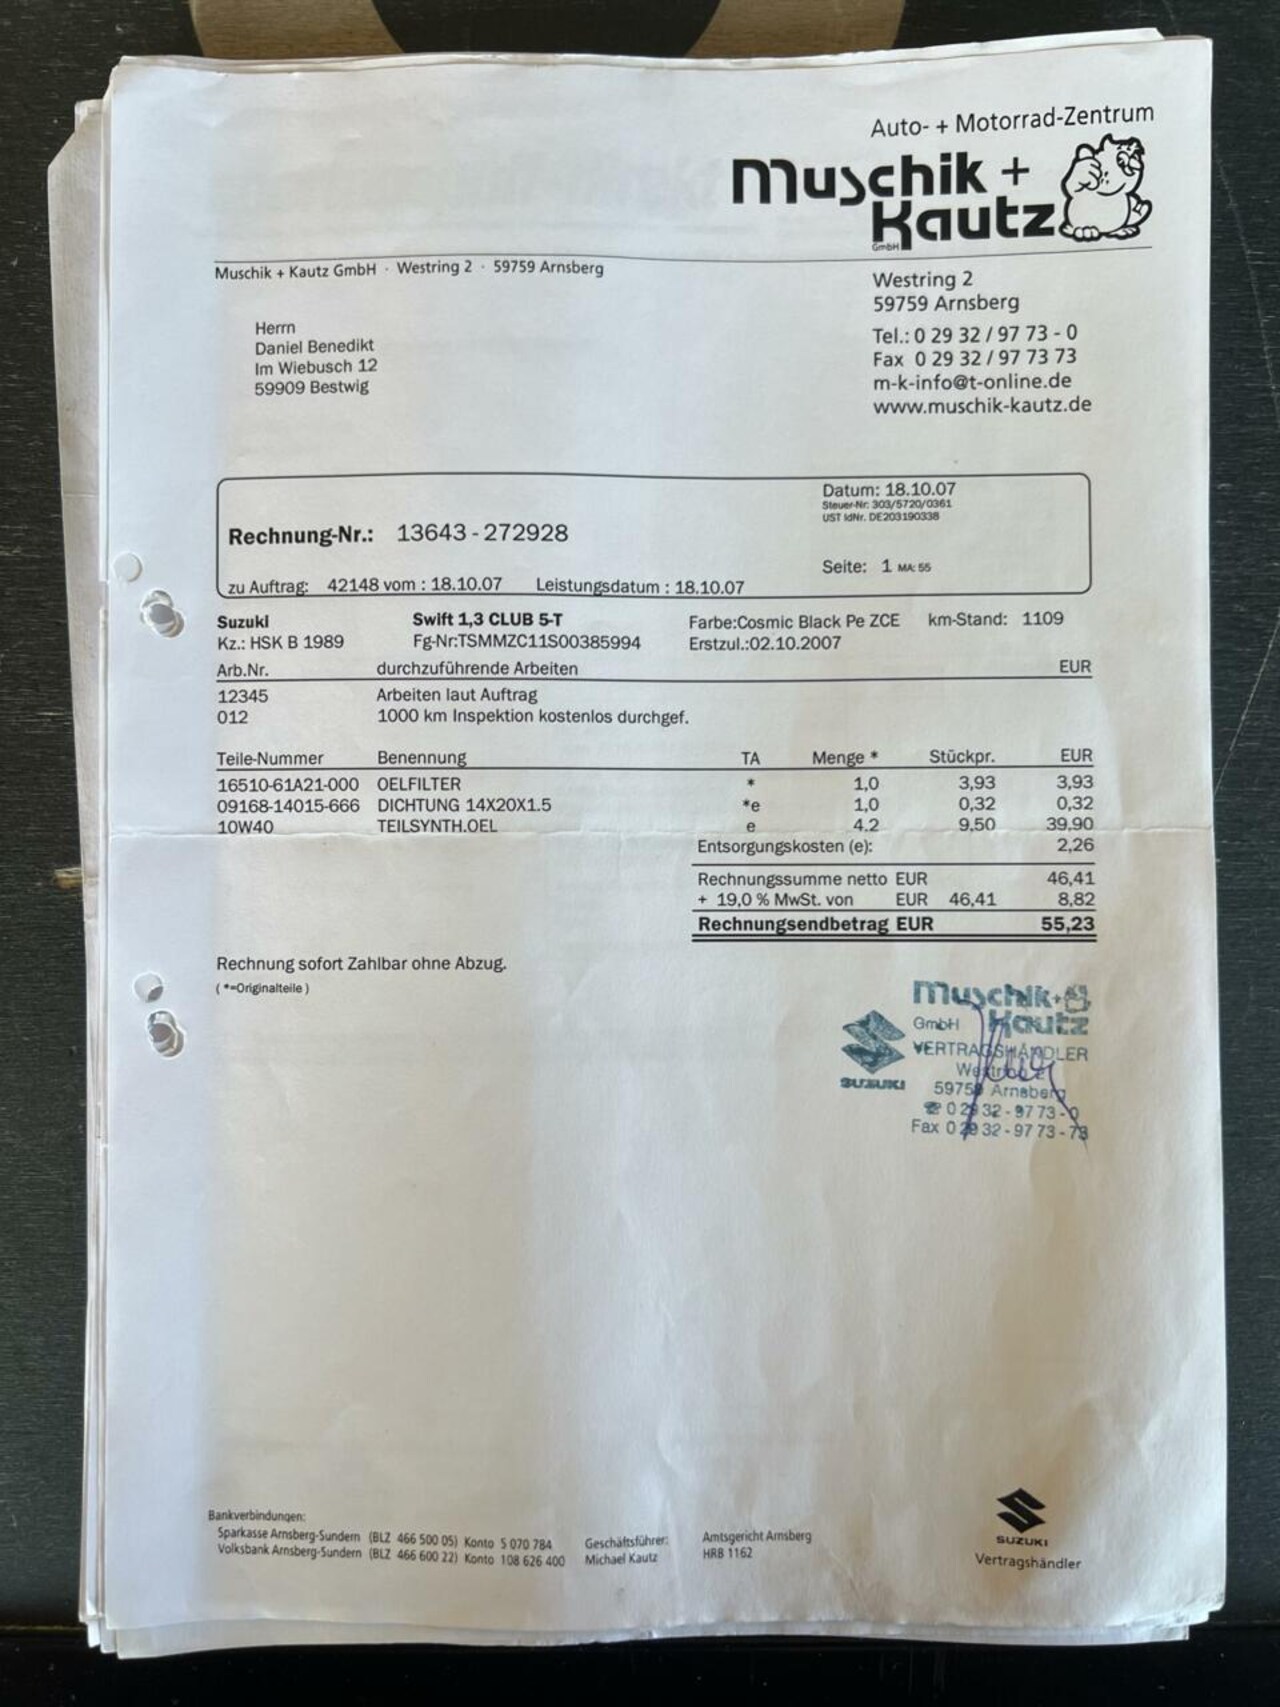 Auto- + Motorrad-Zentrum
Muschik +
Kautz
GmbH
Muschik + Kautz GmbH · Westring 2 · 59759 Arnsberg
Westring 2
59759 Arnsberg
Tel.: 0 29 32 / 97 73 - 0
Fax 0 29 32 / 97 73 73
m-k-info@t-online.de
www.muschik-kautz.de
Herrn
Daniel Benedikt
Im Wiebusch 12
59909 Bestwig
Datum: 18.10.07
Steuer-Nr: 303/5720/0361
UST IdNr. DE203190338
Rechnung-Nr.: 13643 - 272928
Seite: 1 MA: 55
zu Auftrag: 42148 vom : 18.10.07 Leistungsdatum : 18.10.07
Suzuki Swift 1,3 CLUB 5-T Farbe:Cosmic Black Pe ZCE km-Stand: 1109
Kz.: HSK B 1989 Fg-Nr:TSMMZC11S00385994 Erstzul.:02.10.2007
Arb.Nr. durchzuführende Arbeiten EUR
12345 Arbeiten laut Auftrag
012 1000 km Inspektion kostenlos durchgef.
Teile-Nummer Benennung TA Menge * Stückpr. EUR
16510-61A21-000 OELFILTER * 1,0 3,93 3,93
09168-14015-666 DICHTUNG 14X20X1.5 *e 1,0 0,32 0,32
10W40 TEILSYNTH.OEL e 4,2 9,50 39,90
Entsorgungskosten (e): 2,26
Rechnungssumme netto EUR 46,41
+ 19,0 % MwSt. von EUR 46,41 8,82
Rechnungsendbetrag EUR 55,23
Rechnung sofort Zahlbar ohne Abzug.
( *=Originalteile )
Muschik +
GmbH Kautz
VERTRAGSHÄNDLER
Westring 2
SUZUKI 59759 Arnsberg
☎ 0 29 32 - 97 73 - 0
Fax 0 29 32 - 97 73 - 73
Bankverbindungen:
Sparkasse Arnsberg-Sundern (BLZ 466 500 05) Konto 5 070 784
Volksbank Arnsberg-Sundern (BLZ 466 600 22) Konto 108 626 400
Geschäftsführer:
Michael Kautz
Amtsgericht Arnsberg
HRB 1162
SUZUKI
Vertragshändler